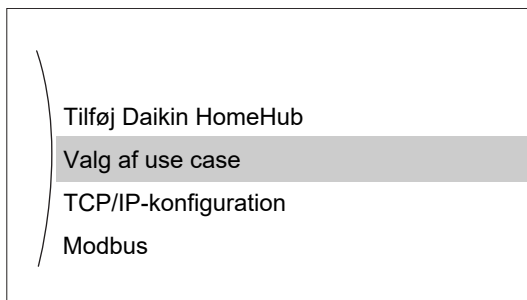 Tilføj Daikin HomeHub
Valg af use case
TCP/IP-konfiguration
Modbus